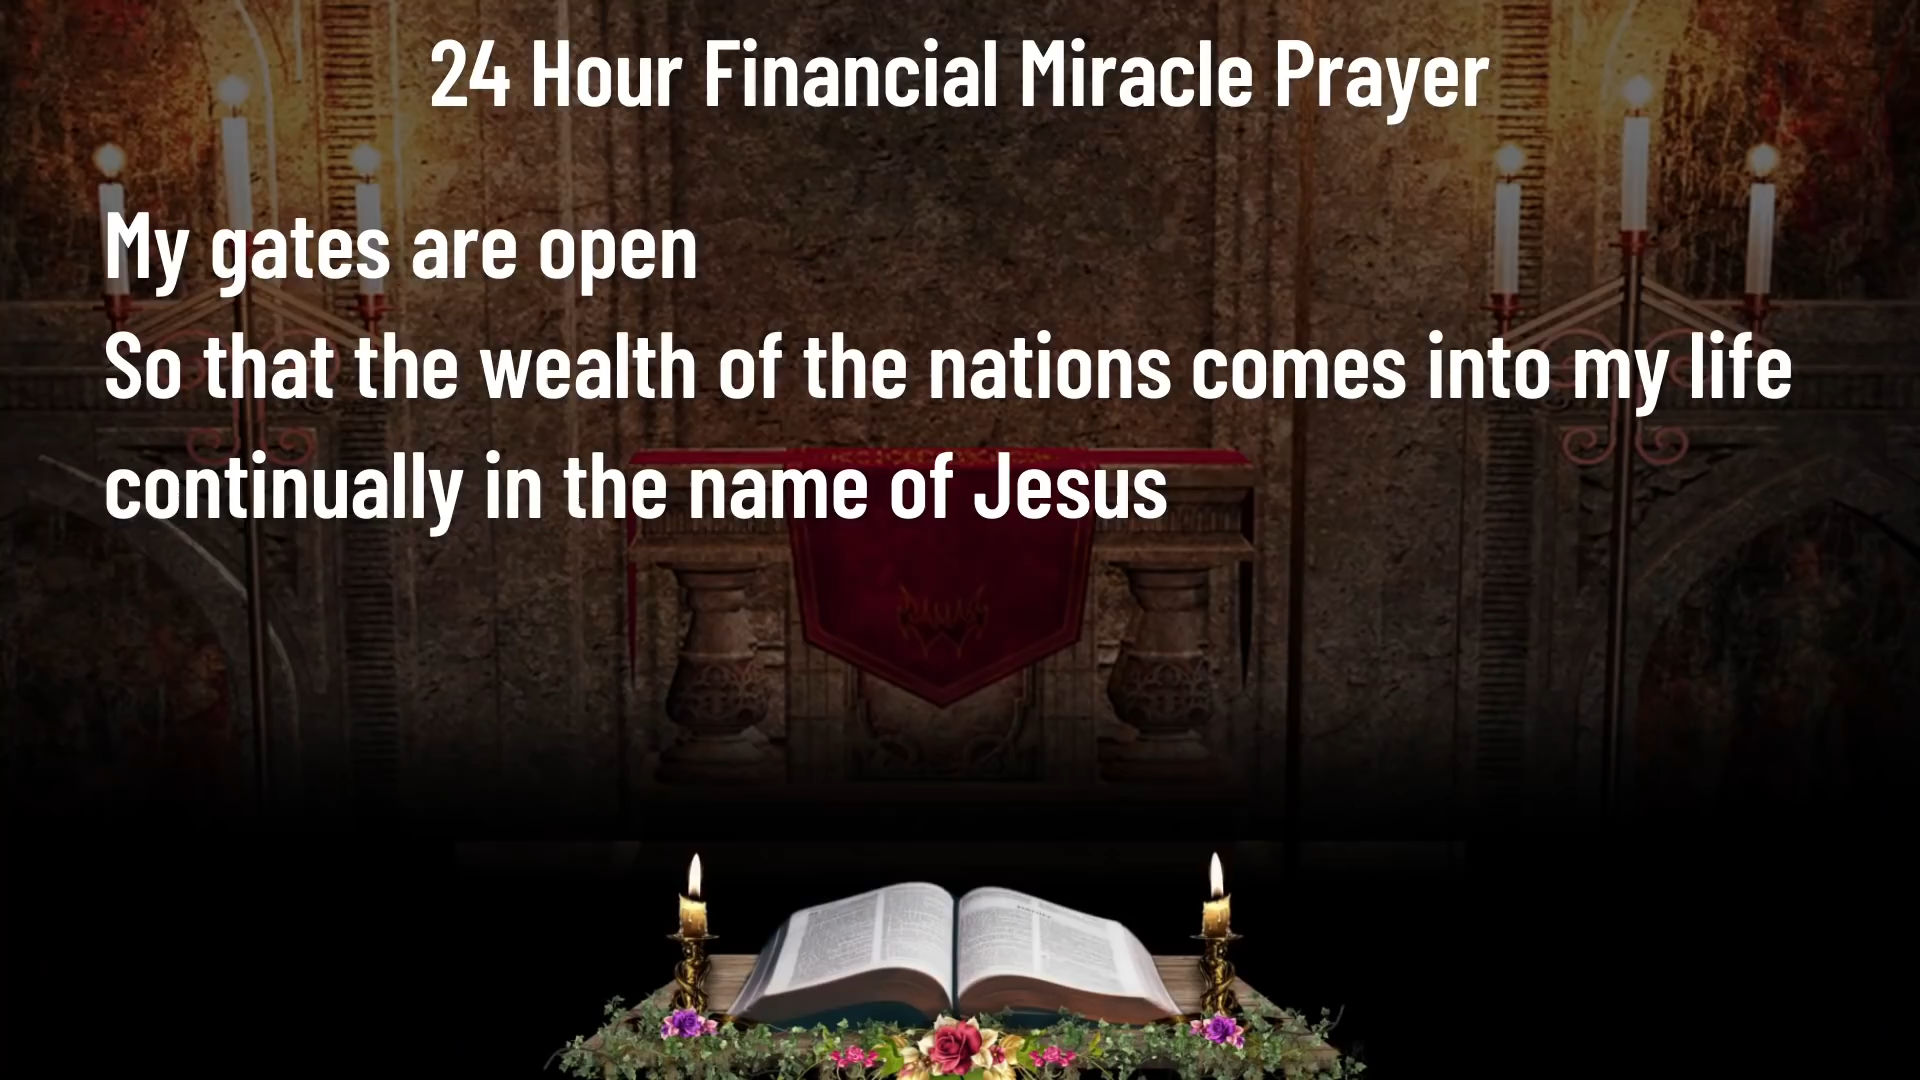 24 Hour Financial Miracle Prayer
My gates are open
So that the wealth of the nations comes into my life
continually in the name of Jesus